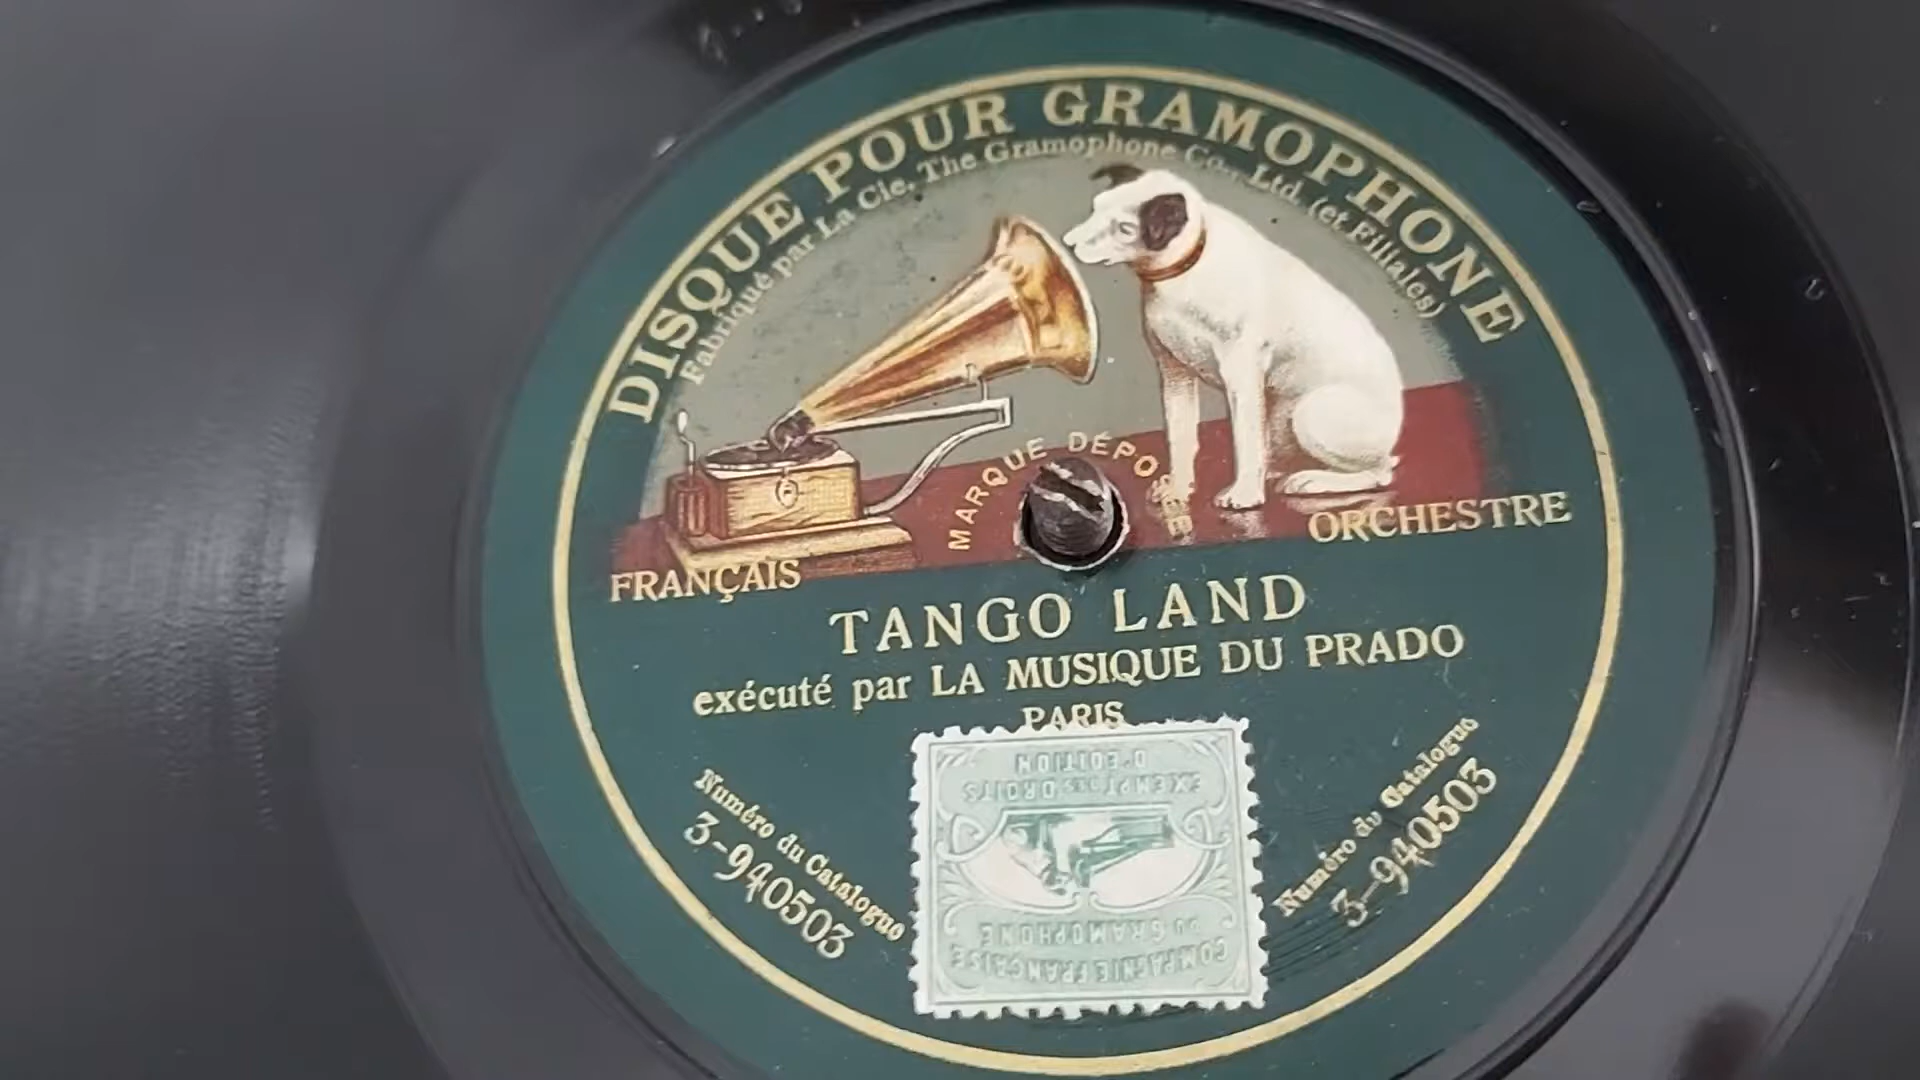 DISQUE POUR GRAMOPHONE
Fabriqué par La Cie. The Gramophone Co., Ltd. (et Filiales)
MARQUE DÉPOSÉE
FRANÇAIS
ORCHESTRE
TANGO LAND
exécuté par LA MUSIQUE DU PRADO
PARIS
Numéro du Catalogue
3-940503
Numéro du Catalogue
3-940503
COMPAGNIE FRANÇAISE
DU GRAMOPHONE
EXEMPT DES DROITS
D'EDITION